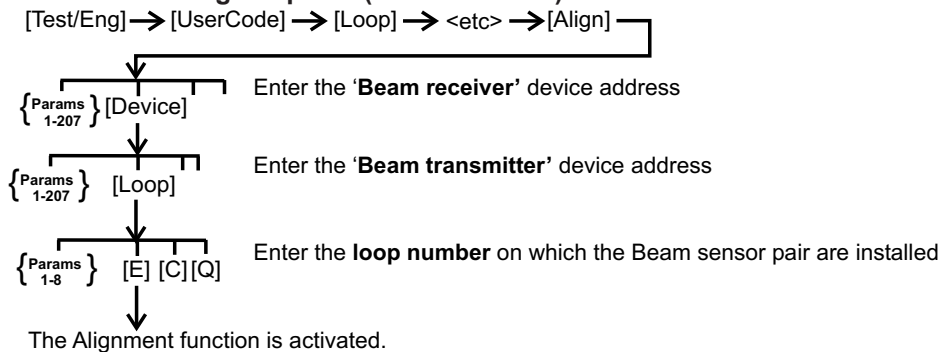 [Test/Eng] [UserCode] [Loop] <etc> [Align]
Enter the ‘Beam receiver’ device address
{Params 1-207} [Device]
Enter the ‘Beam transmitter’ device address
{Params 1-207} [Loop]
Enter the loop number on which the Beam sensor pair are installed
{Params 1-8} [E] [C] [Q]
The Alignment function is activated.